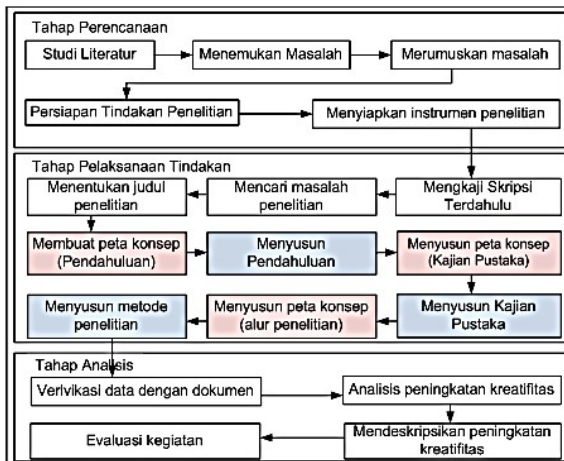 Tahap Perencanaan
Studi Literatur
Menemukan Masalah
Merumuskan masalah
Persiapan Tindakan Penelitian
Menyiapkan instrumen penelitian
Tahap Pelaksanaan Tindakan
Mengkaji Skripsi
Terdahulu
Mencari masalah
penelitian
Menentukan judul
penelitian
Membuat peta konsep
(Pendahuluan)
Menyusun
Pendahuluan
Menyusun peta konsep
(Kajian Pustaka)
Menyusun Kajian
Pustaka
Menyusun peta konsep
(alur penelitian)
Menyusun metode
penelitian
Tahap Analisis
Verivikasi data dengan dokumen
Analisis peningkatan kreatifitas
Mendeskripsikan peningkatan
kreatifitas
Evaluasi kegiatan